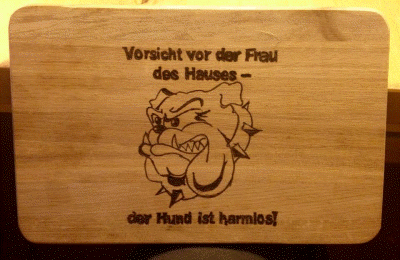 Vorsicht vor der Frau
des Hauses –
der Hund ist harmlos!